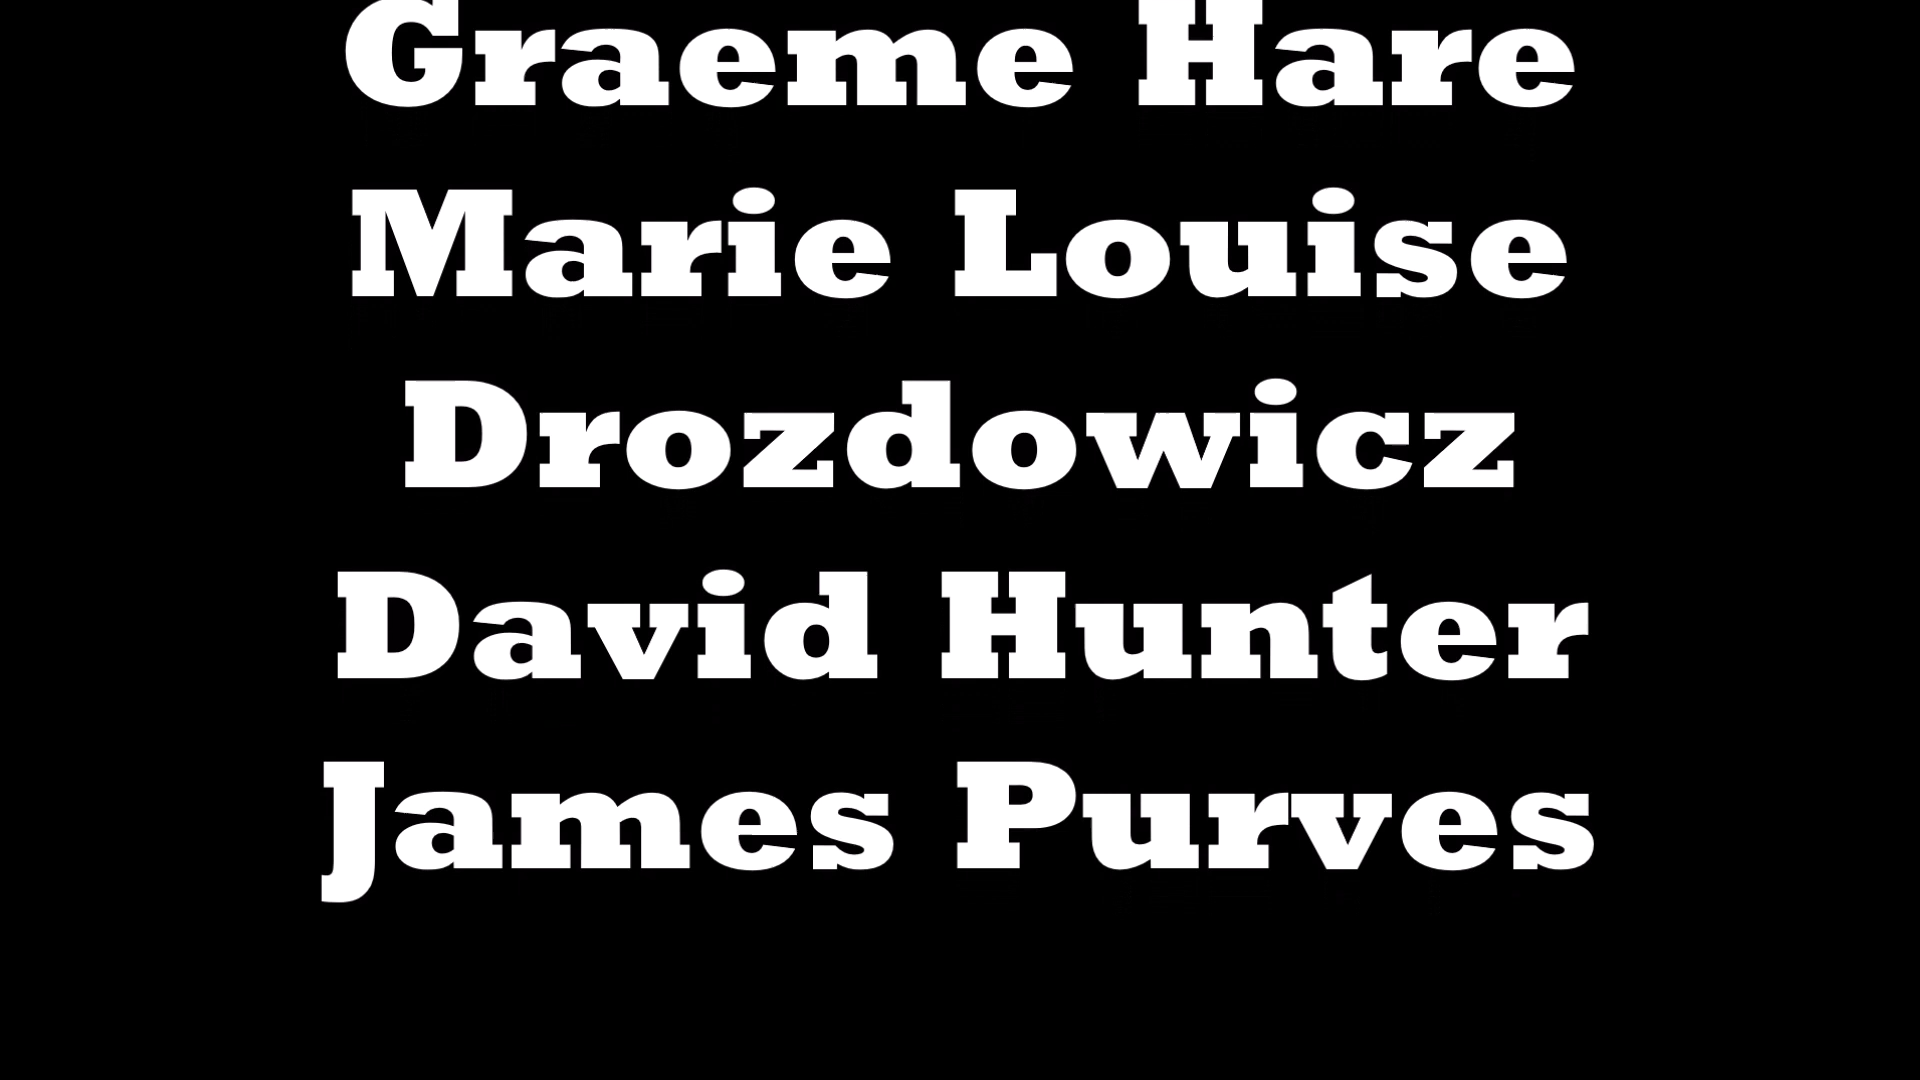 Graeme Hare
Marie Louise
Drozdowicz
David Hunter
James Purves